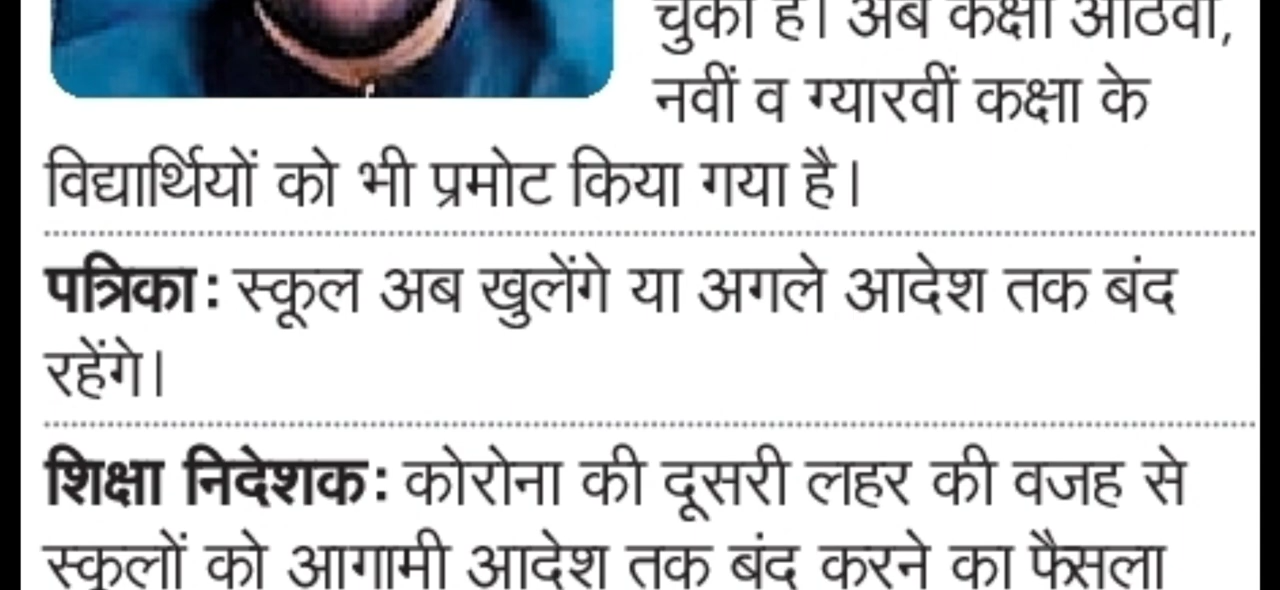 चुका है। अब कक्षा आठवीं,
नवीं व ग्यारवीं कक्षा के
विद्यार्थियों को भी प्रमोट किया गया है।
पत्रिका: स्कूल अब खुलेंगे या अगले आदेश तक बंद
रहेंगे।
शिक्षा निदेशक: कोरोना की दूसरी लहर की वजह से
स्कूलों को आगामी आदेश तक बंद करने का फैसला